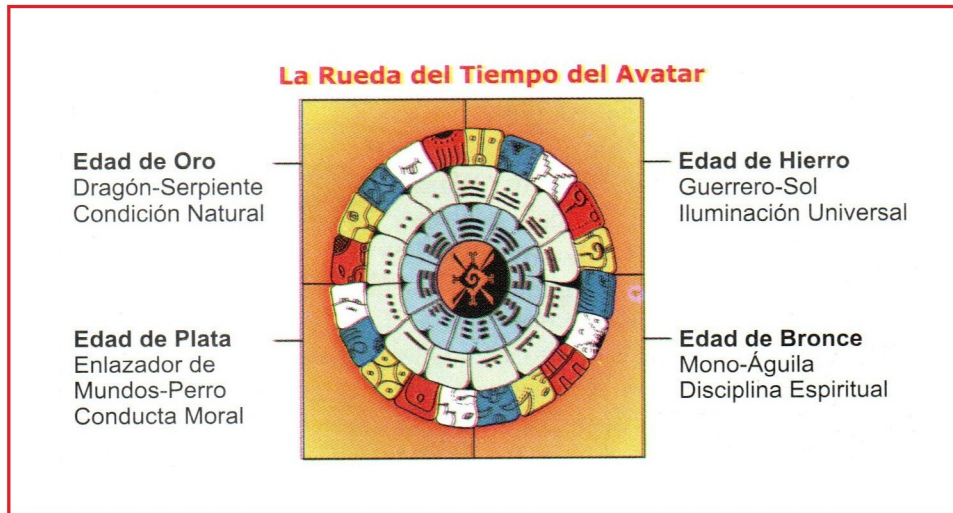 La Rueda del Tiempo del Avatar
Edad de Oro
Dragón-Serpiente
Condición Natural
Edad de Hierro
Guerrero-Sol
Iluminación Universal
Edad de Plata
Enlazador de
Mundos-Perro
Conducta Moral
Edad de Bronce
Mono-Águila
Disciplina Espiritual